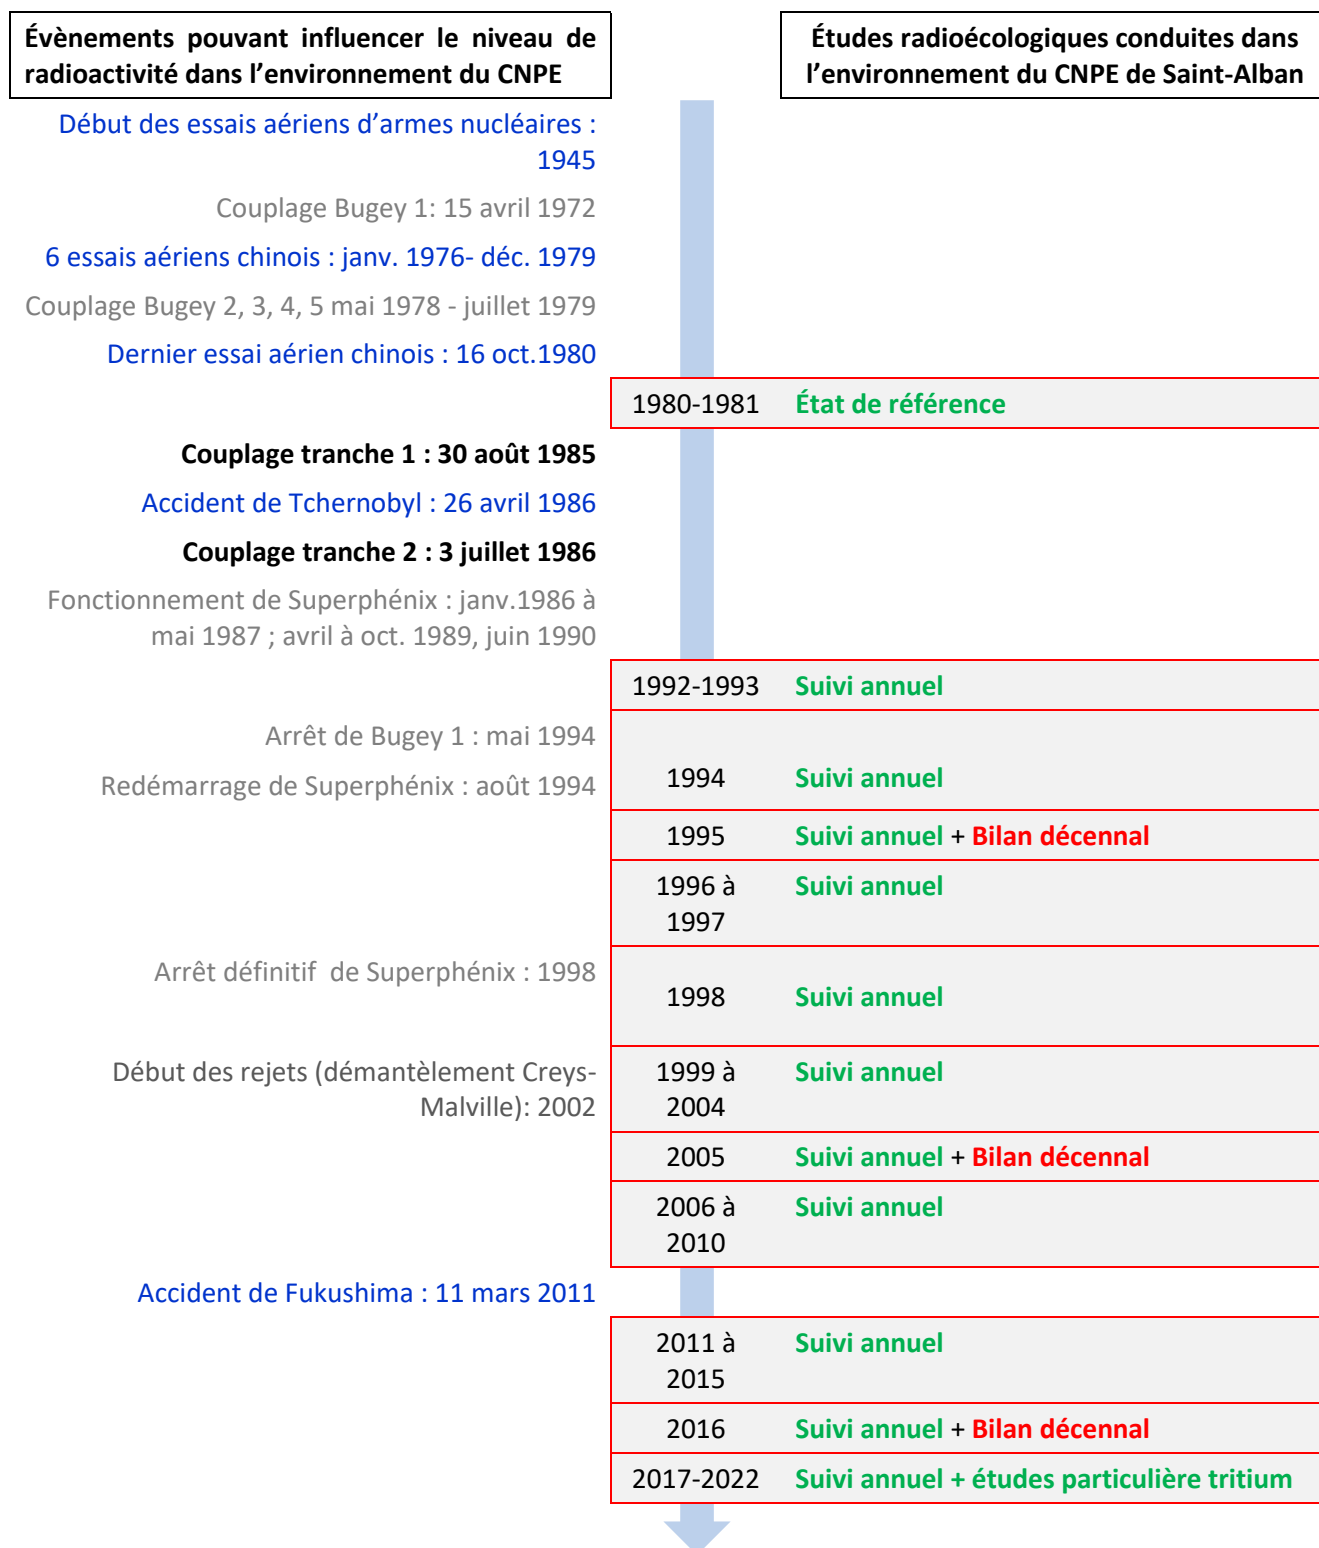 Évènements pouvant influencer le niveau de
radioactivité dans l’environnement du CNPE
Études radioécologiques conduites dans
l’environnement du CNPE de Saint-Alban
Début des essais aériens d’armes nucléaires :
1945
Couplage Bugey 1: 15 avril 1972
6 essais aériens chinois : janv. 1976- déc. 1979
Couplage Bugey 2, 3, 4, 5 mai 1978 - juillet 1979
Dernier essai aérien chinois : 16 oct.1980
1980-1981 État de référence
Couplage tranche 1 : 30 août 1985
Accident de Tchernobyl : 26 avril 1986
Couplage tranche 2 : 3 juillet 1986
Fonctionnement de Superphénix : janv.1986 à
mai 1987 ; avril à oct. 1989, juin 1990
1992-1993 Suivi annuel
Arrêt de Bugey 1 : mai 1994
Redémarrage de Superphénix : août 1994
1994 Suivi annuel
1995 Suivi annuel + Bilan décennal
1996 à Suivi annuel
1997
Arrêt définitif de Superphénix : 1998
1998 Suivi annuel
Début des rejets (démantèlement Creys-
Malville): 2002
1999 à Suivi annuel
2004
2005 Suivi annuel + Bilan décennal
2006 à Suivi annuel
2010
Accident de Fukushima : 11 mars 2011
2011 à Suivi annuel
2015
2016 Suivi annuel + Bilan décennal
2017-2022 Suivi annuel + études particulière tritium